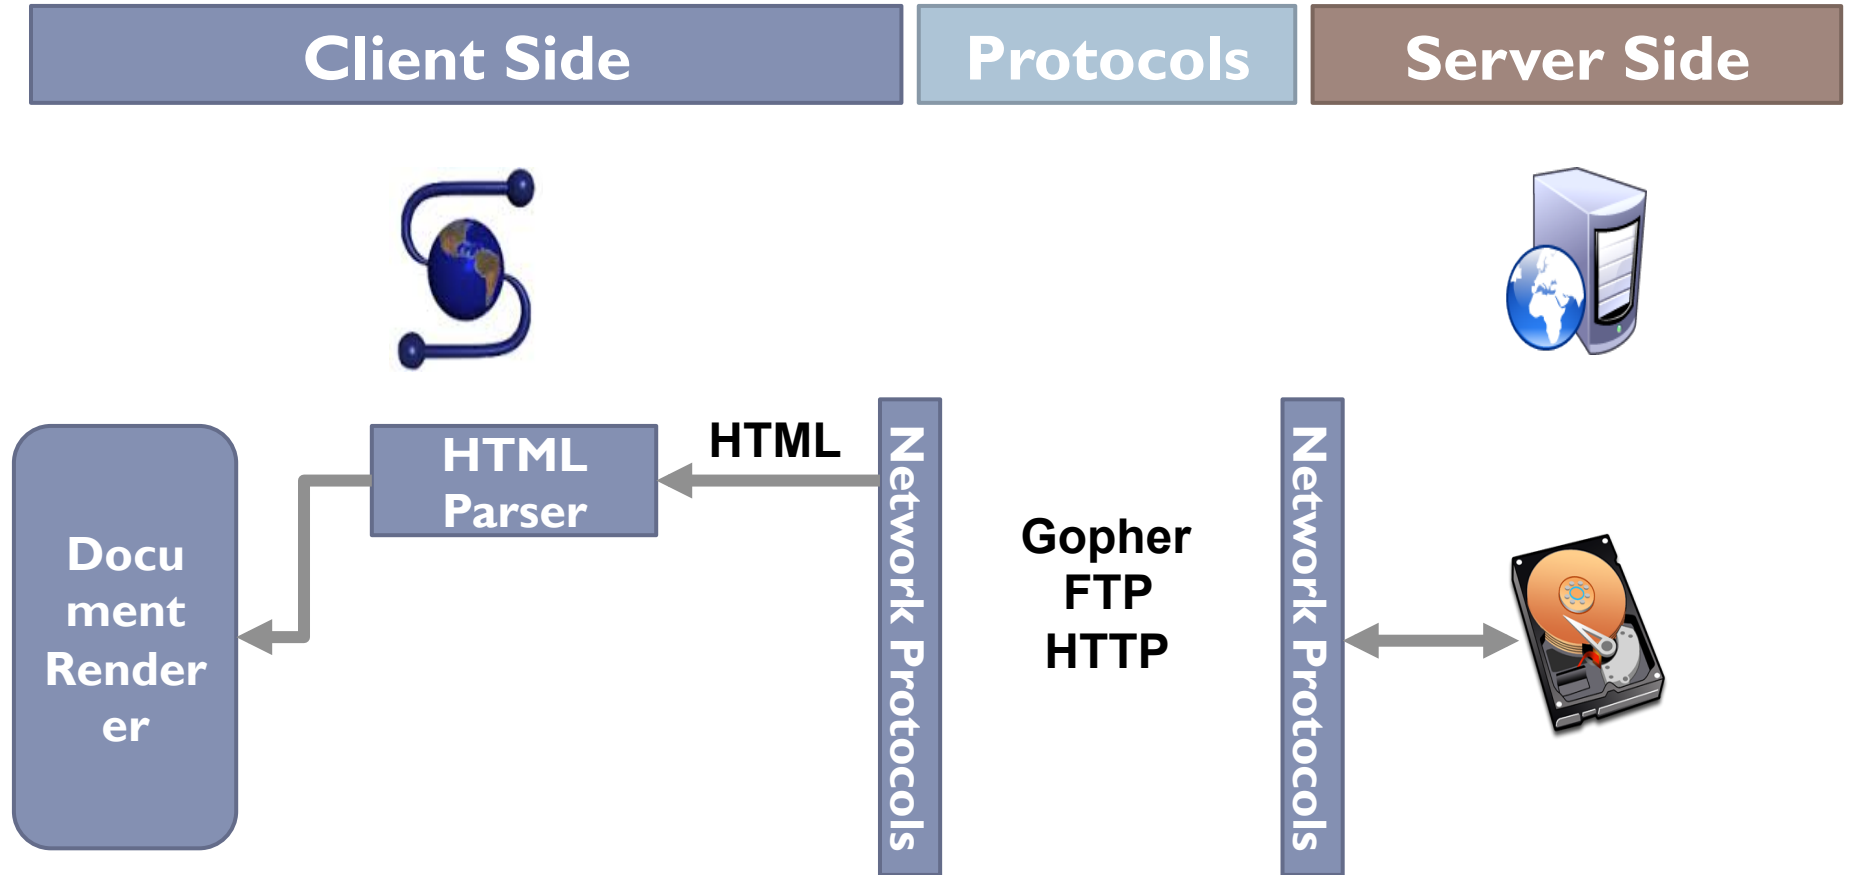 Client Side
Protocols
Server Side
HTML
Parser
HTML
Network Protocols
Gopher
FTP
HTTP
Network Protocols
Docu
ment
Render
er